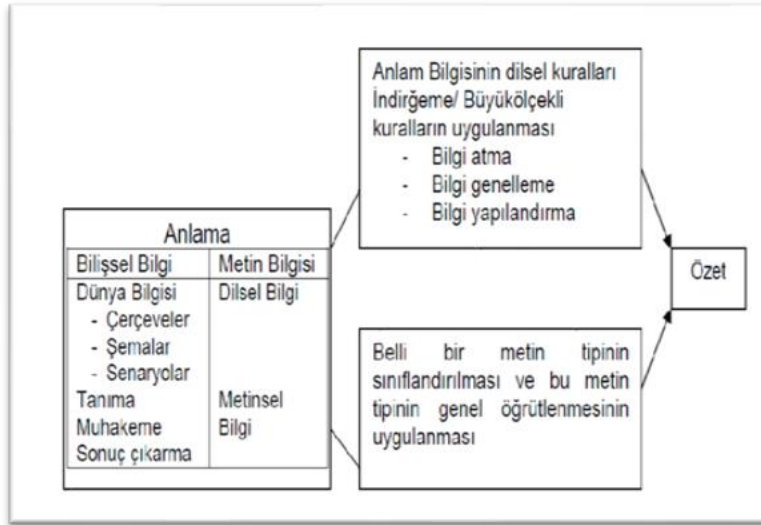 Anlam Bilgisinin dilsel kuralları
İndirğeme/ Büyükölçekli
kuralların uygulanması
- Bilgi atma
- Bilgi genelleme
- Bilgi yapılandırma
Anlama
Bilişsel Bilgi
Dünya Bilgisi
- Çerçeveler
- Şemalar
- Senaryolar
Tanıma
Muhakeme
Sonuç çıkarma
Metin Bilgisi
Dilsel Bilgi
Metinsel
Bilgi
Belli bir metin tipinin
sınıflandırılması ve bu metin
tipinin genel öğrütlenmesinin
uygulanması
Özet